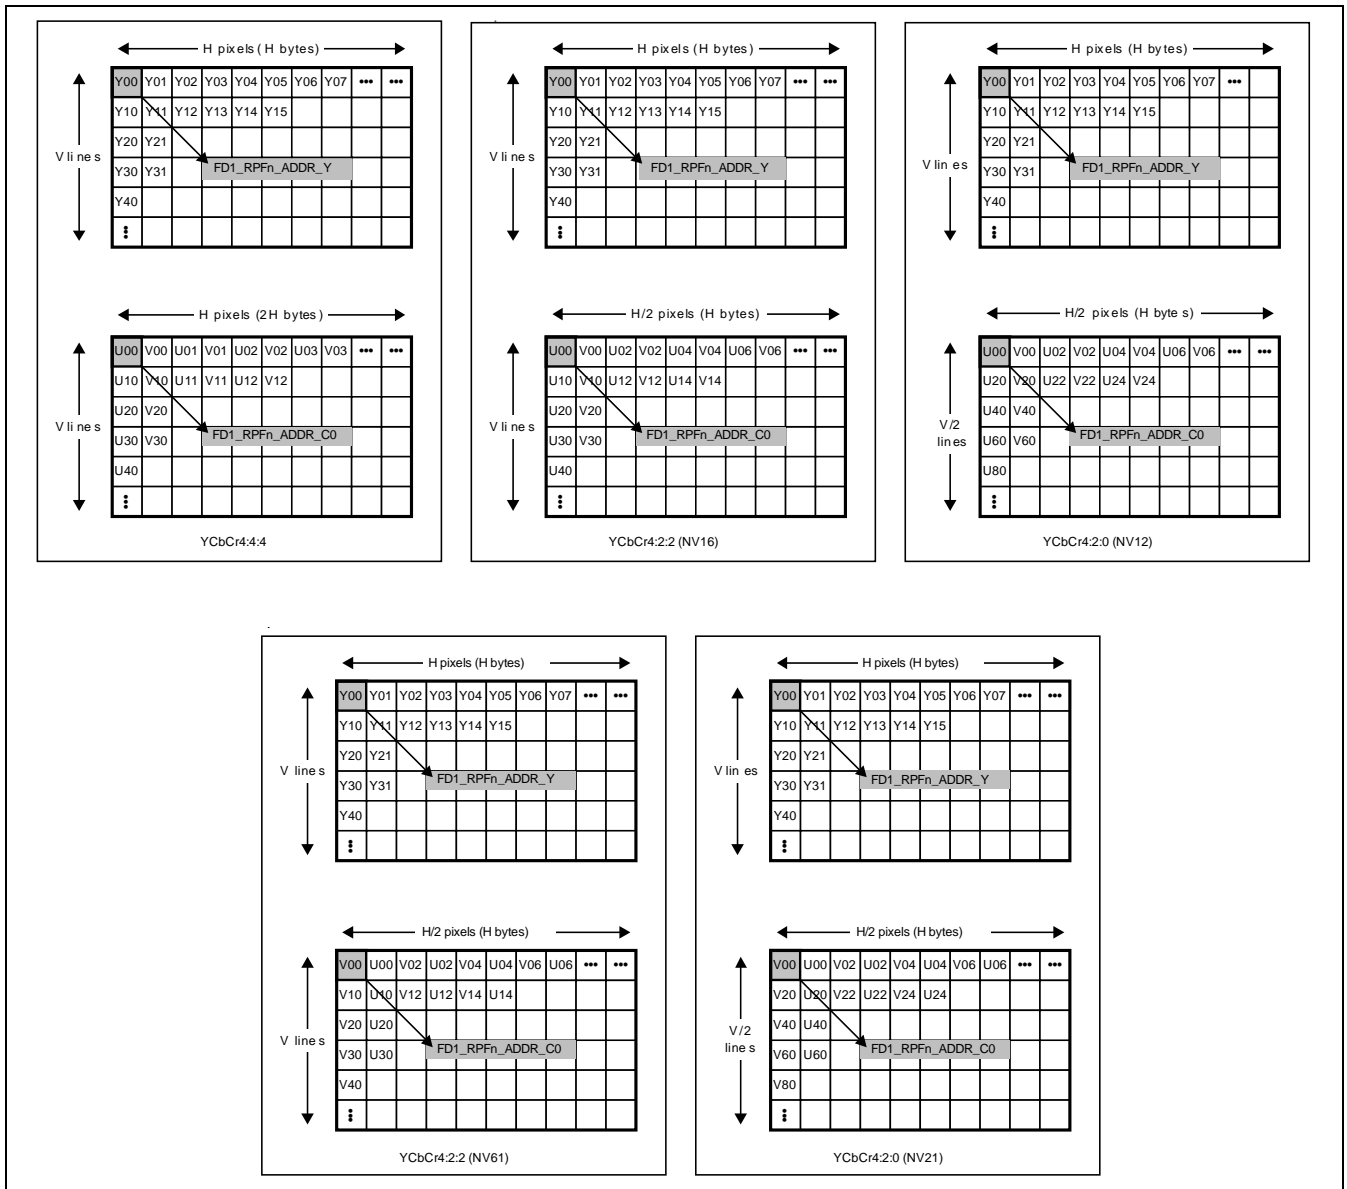 H pixels (H bytes)
Y00 Y01 Y02 Y03 Y04 Y05 Y06 Y07 ••• •••
Y10 Y11 Y12 Y13 Y14 Y15
Y20 Y21
V lines
FD1_RPFn_ADDR_Y
Y30 Y31
Y40
•••
H pixels (2H bytes)
U00 V00 U01 V01 U02 V02 U03 V03 ••• •••
U10 V10 U11 V11 U12 V12
U20 V20
V lines
FD1_RPFn_ADDR_C0
U30 V30
U40
•••
YCbCr4:4:4
H pixels (H bytes)
Y00 Y01 Y02 Y03 Y04 Y05 Y06 Y07 ••• •••
Y10 Y11 Y12 Y13 Y14 Y15
Y20 Y21
V lines
FD1_RPFn_ADDR_Y
Y30 Y31
Y40
•••
H/2 pixels (H bytes)
U00 V00 U02 V02 U04 V04 U06 V06 ••• •••
U10 V10 U12 V12 U14 V14
U20 V20
V lines
FD1_RPFn_ADDR_C0
U30 V30
U40
•••
YCbCr4:2:2 (NV16)
H pixels (H bytes)
Y00 Y01 Y02 Y03 Y04 Y05 Y06 Y07 •••
Y10 Y11 Y12 Y13 Y14 Y15
Y20 Y21
V lines
FD1_RPFn_ADDR_Y
Y30 Y31
Y40
•••
H/2 pixels (H bytes)
U00 V00 U02 V02 U04 V04 U06 V06 ••• •••
U20 V20 U22 V22 U24 V24
U40 V40
V/2
lines
FD1_RPFn_ADDR_C0
U60 V60
U80
•••
YCbCr4:2:0 (NV12)
H pixels (H bytes)
Y00 Y01 Y02 Y03 Y04 Y05 Y06 Y07 ••• •••
Y10 Y11 Y12 Y13 Y14 Y15
Y20 Y21
V lines
FD1_RPFn_ADDR_Y
Y30 Y31
Y40
•••
H/2 pixels (H bytes)
V00 U00 V02 U02 V04 U04 V06 U06 ••• •••
V10 U10 V12 U12 V14 U14
V20 U20
V lines
FD1_RPFn_ADDR_C0
V30 U30
V40
•••
YCbCr4:2:2 (NV61)
H pixels (H bytes)
Y00 Y01 Y02 Y03 Y04 Y05 Y06 Y07 ••• •••
Y10 Y11 Y12 Y13 Y14 Y15
Y20 Y21
V lines
FD1_RPFn_ADDR_Y
Y30 Y31
Y40
•••
H/2 pixels (H bytes)
V00 U00 V02 U02 V04 U04 V06 U06 ••• •••
V20 U20 V22 U22 V24 U24
V40 U40
V/2
lines
FD1_RPFn_ADDR_C0
V60 U60
V80
•••
YCbCr4:2:0 (NV21)